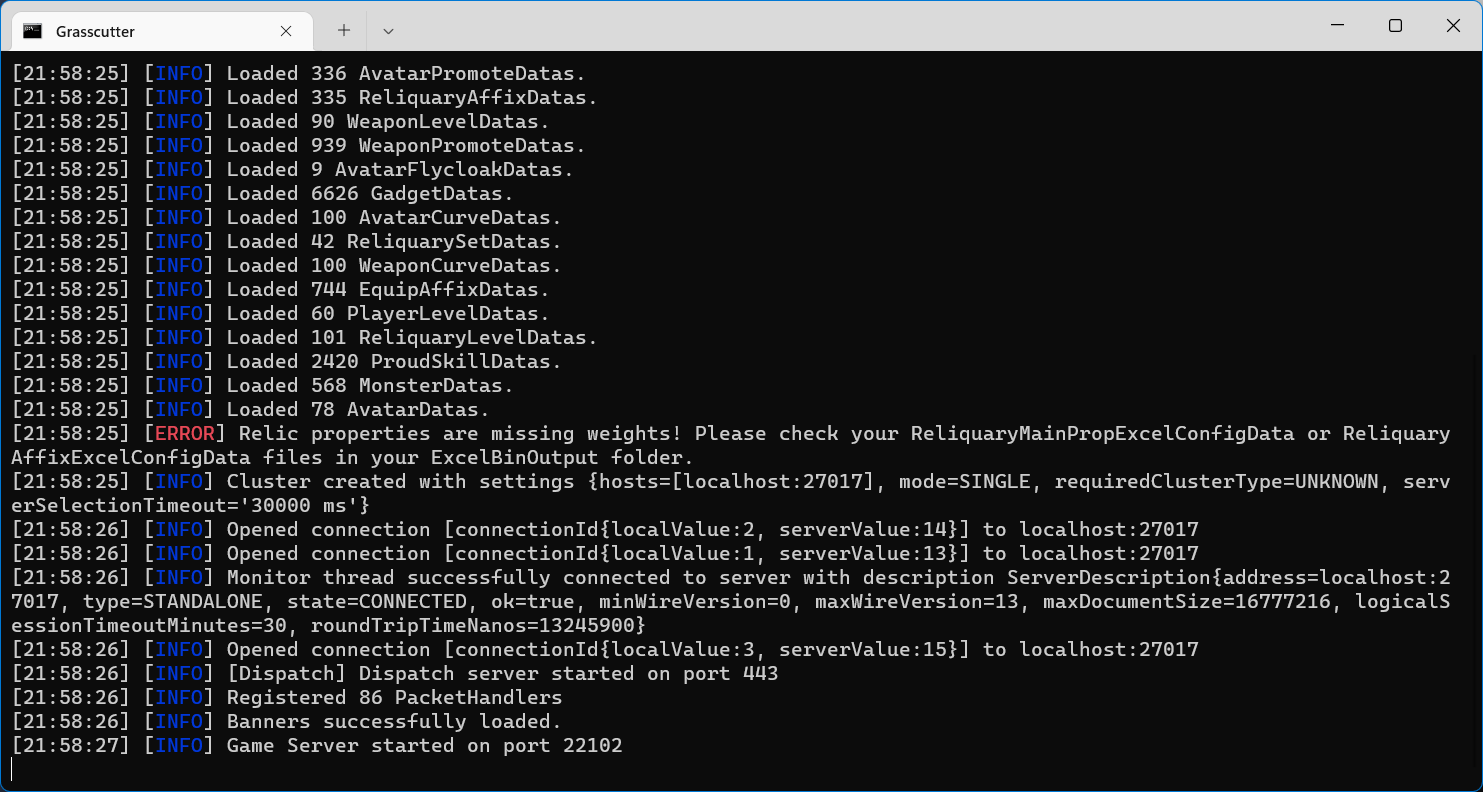 Grasscutter
[21:58:25] [INFO] Loaded 336 AvatarPromoteDatas.
[21:58:25] [INFO] Loaded 335 ReliquaryAffixDatas.
[21:58:25] [INFO] Loaded 90 WeaponLevelDatas.
[21:58:25] [INFO] Loaded 939 WeaponPromoteDatas.
[21:58:25] [INFO] Loaded 9 AvatarFlycloakDatas.
[21:58:25] [INFO] Loaded 6626 GadgetDatas.
[21:58:25] [INFO] Loaded 100 AvatarCurveDatas.
[21:58:25] [INFO] Loaded 42 ReliquarySetDatas.
[21:58:25] [INFO] Loaded 100 WeaponCurveDatas.
[21:58:25] [INFO] Loaded 744 EquipAffixDatas.
[21:58:25] [INFO] Loaded 60 PlayerLevelDatas.
[21:58:25] [INFO] Loaded 101 ReliquaryLevelDatas.
[21:58:25] [INFO] Loaded 2420 ProudSkillDatas.
[21:58:25] [INFO] Loaded 568 MonsterDatas.
[21:58:25] [INFO] Loaded 78 AvatarDatas.
[21:58:25] [ERROR] Relic properties are missing weights! Please check your ReliquaryMainPropExcelConfigData or Reliquary
AffixExcelConfigData files in your ExcelBinOutput folder.
[21:58:25] [INFO] Cluster created with settings {hosts=[localhost:27017], mode=SINGLE, requiredClusterType=UNKNOWN, serv
erSelectionTimeout='30000 ms'}
[21:58:26] [INFO] Opened connection [connectionId{localValue:2, serverValue:14}] to localhost:27017
[21:58:26] [INFO] Opened connection [connectionId{localValue:1, serverValue:13}] to localhost:27017
[21:58:26] [INFO] Monitor thread successfully connected to server with description ServerDescription{address=localhost:2
7017, type=STANDALONE, state=CONNECTED, ok=true, minWireVersion=0, maxWireVersion=13, maxDocumentSize=16777216, logicalS
essionTimeoutMinutes=30, roundTripTimeNanos=13245900}
[21:58:26] [INFO] Opened connection [connectionId{localValue:3, serverValue:15}] to localhost:27017
[21:58:26] [INFO] [Dispatch] Dispatch server started on port 443
[21:58:26] [INFO] Registered 86 PacketHandlers
[21:58:26] [INFO] Banners successfully loaded.
[21:58:27] [INFO] Game Server started on port 22102